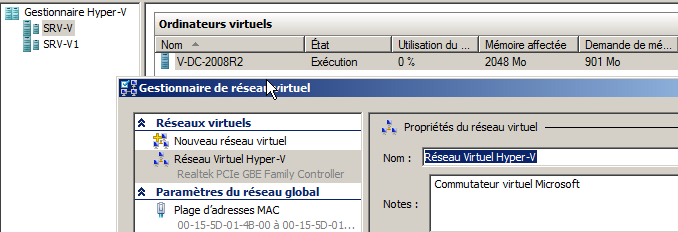 Gestionnaire Hyper-V
SRV-V
SRV-V1
Ordinateurs virtuels
Nom État Utilisation du ... Mémoire affectée Demande de mé...
V-DC-2008R2 Exécution 0 % 2048 Mo 901 Mo
Gestionnaire de réseau virtuel
Réseaux virtuels
Nouveau réseau virtuel
Réseau Virtuel Hyper-V
Realtek PCIe GBE Family Controller
Paramètres du réseau global
Plage d'adresses MAC
00-15-5D-01-4B-00 à 00-15-5D-01...
Propriétés du réseau virtuel
Nom : Réseau Virtuel Hyper-V
Notes : Commutateur virtuel Microsoft